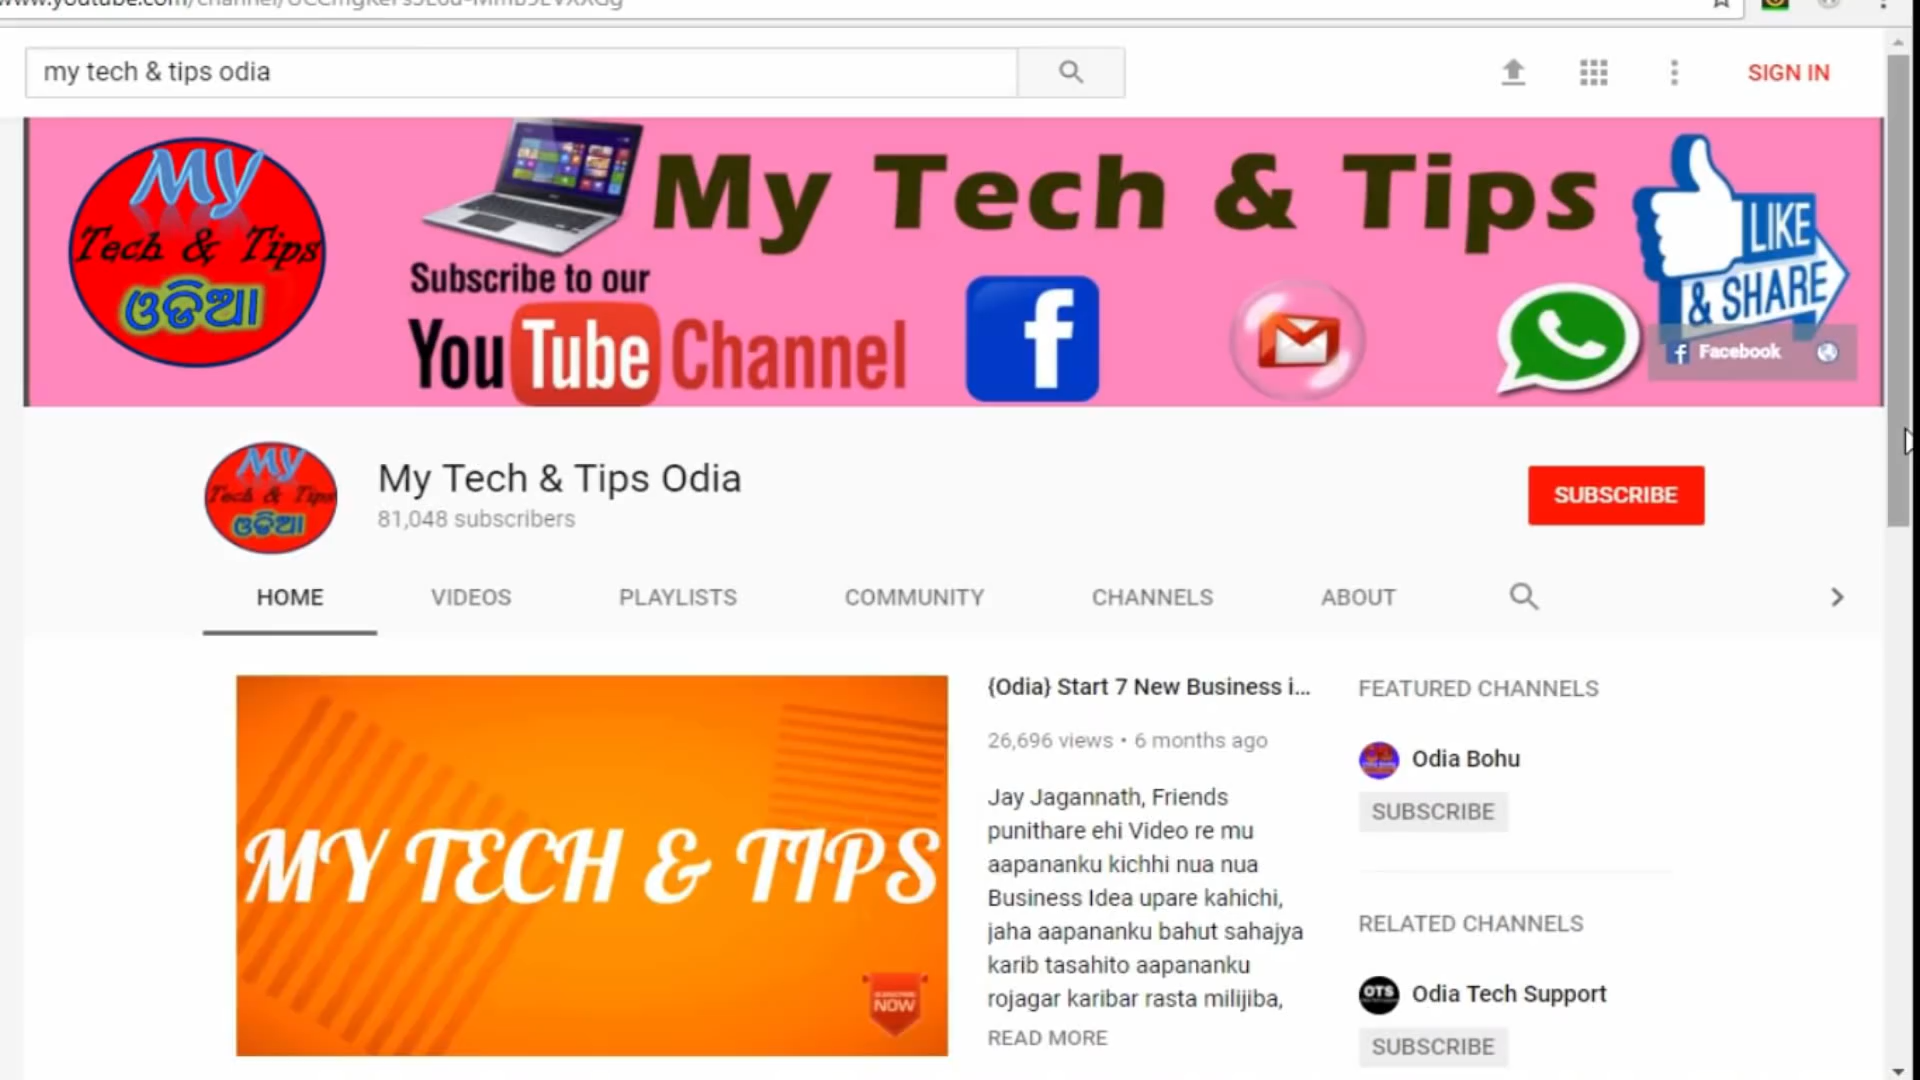 my tech & tips odia
SIGN IN
My
Tech & Tips
ଓଡିଆ
My Tech & Tips
Subscribe to our
YouTube Channel
f
LIKE
& SHARE
f Facebook
My
Tech & Tips
ଓଡିଆ
My Tech & Tips Odia
81,048 subscribers
SUBSCRIBE
HOME
VIDEOS
PLAYLISTS
COMMUNITY
CHANNELS
ABOUT
MY TECH & TIPS
SUBSCRIBE
NOW
{Odia} Start 7 New Business i...
26,696 views • 6 months ago
Jay Jagannath, Friends
punithare ehi Video re mu
aapananku kichhi nua nua
Business Idea upare kahichi,
jaha aapananku bahut sahajya
karib tasahito aapananku
rojagar karibar rasta milijiba,
READ MORE
FEATURED CHANNELS
Odia Bohu
SUBSCRIBE
RELATED CHANNELS
OTS
Odia Tech Support
SUBSCRIBE